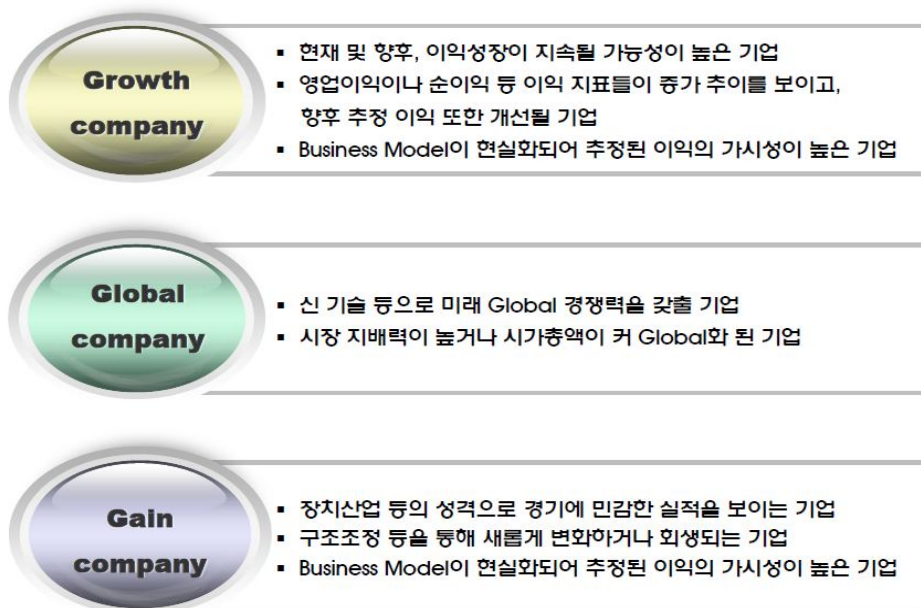 Growth
company
▪ 현재 및 향후, 이익성장이 지속될 가능성이 높은 기업
▪ 영업이익이나 순이익 등 이익 지표들이 증가 추이를 보이고,
향후 추정 이익 또한 개선될 기업
▪ Business Model이 현실화되어 추정된 이익의 가시성이 높은 기업
Global
company
▪ 신 기술 등으로 미래 Global 경쟁력을 갖출 기업
▪ 시장 지배력이 높거나 시가총액이 커 Global화 된 기업
Gain
company
▪ 장치산업 등의 성격으로 경기에 민감한 실적을 보이는 기업
▪ 구조조정 등을 통해 새롭게 변화하거나 회생되는 기업
▪ Business Model이 현실화되어 추정된 이익의 가시성이 높은 기업